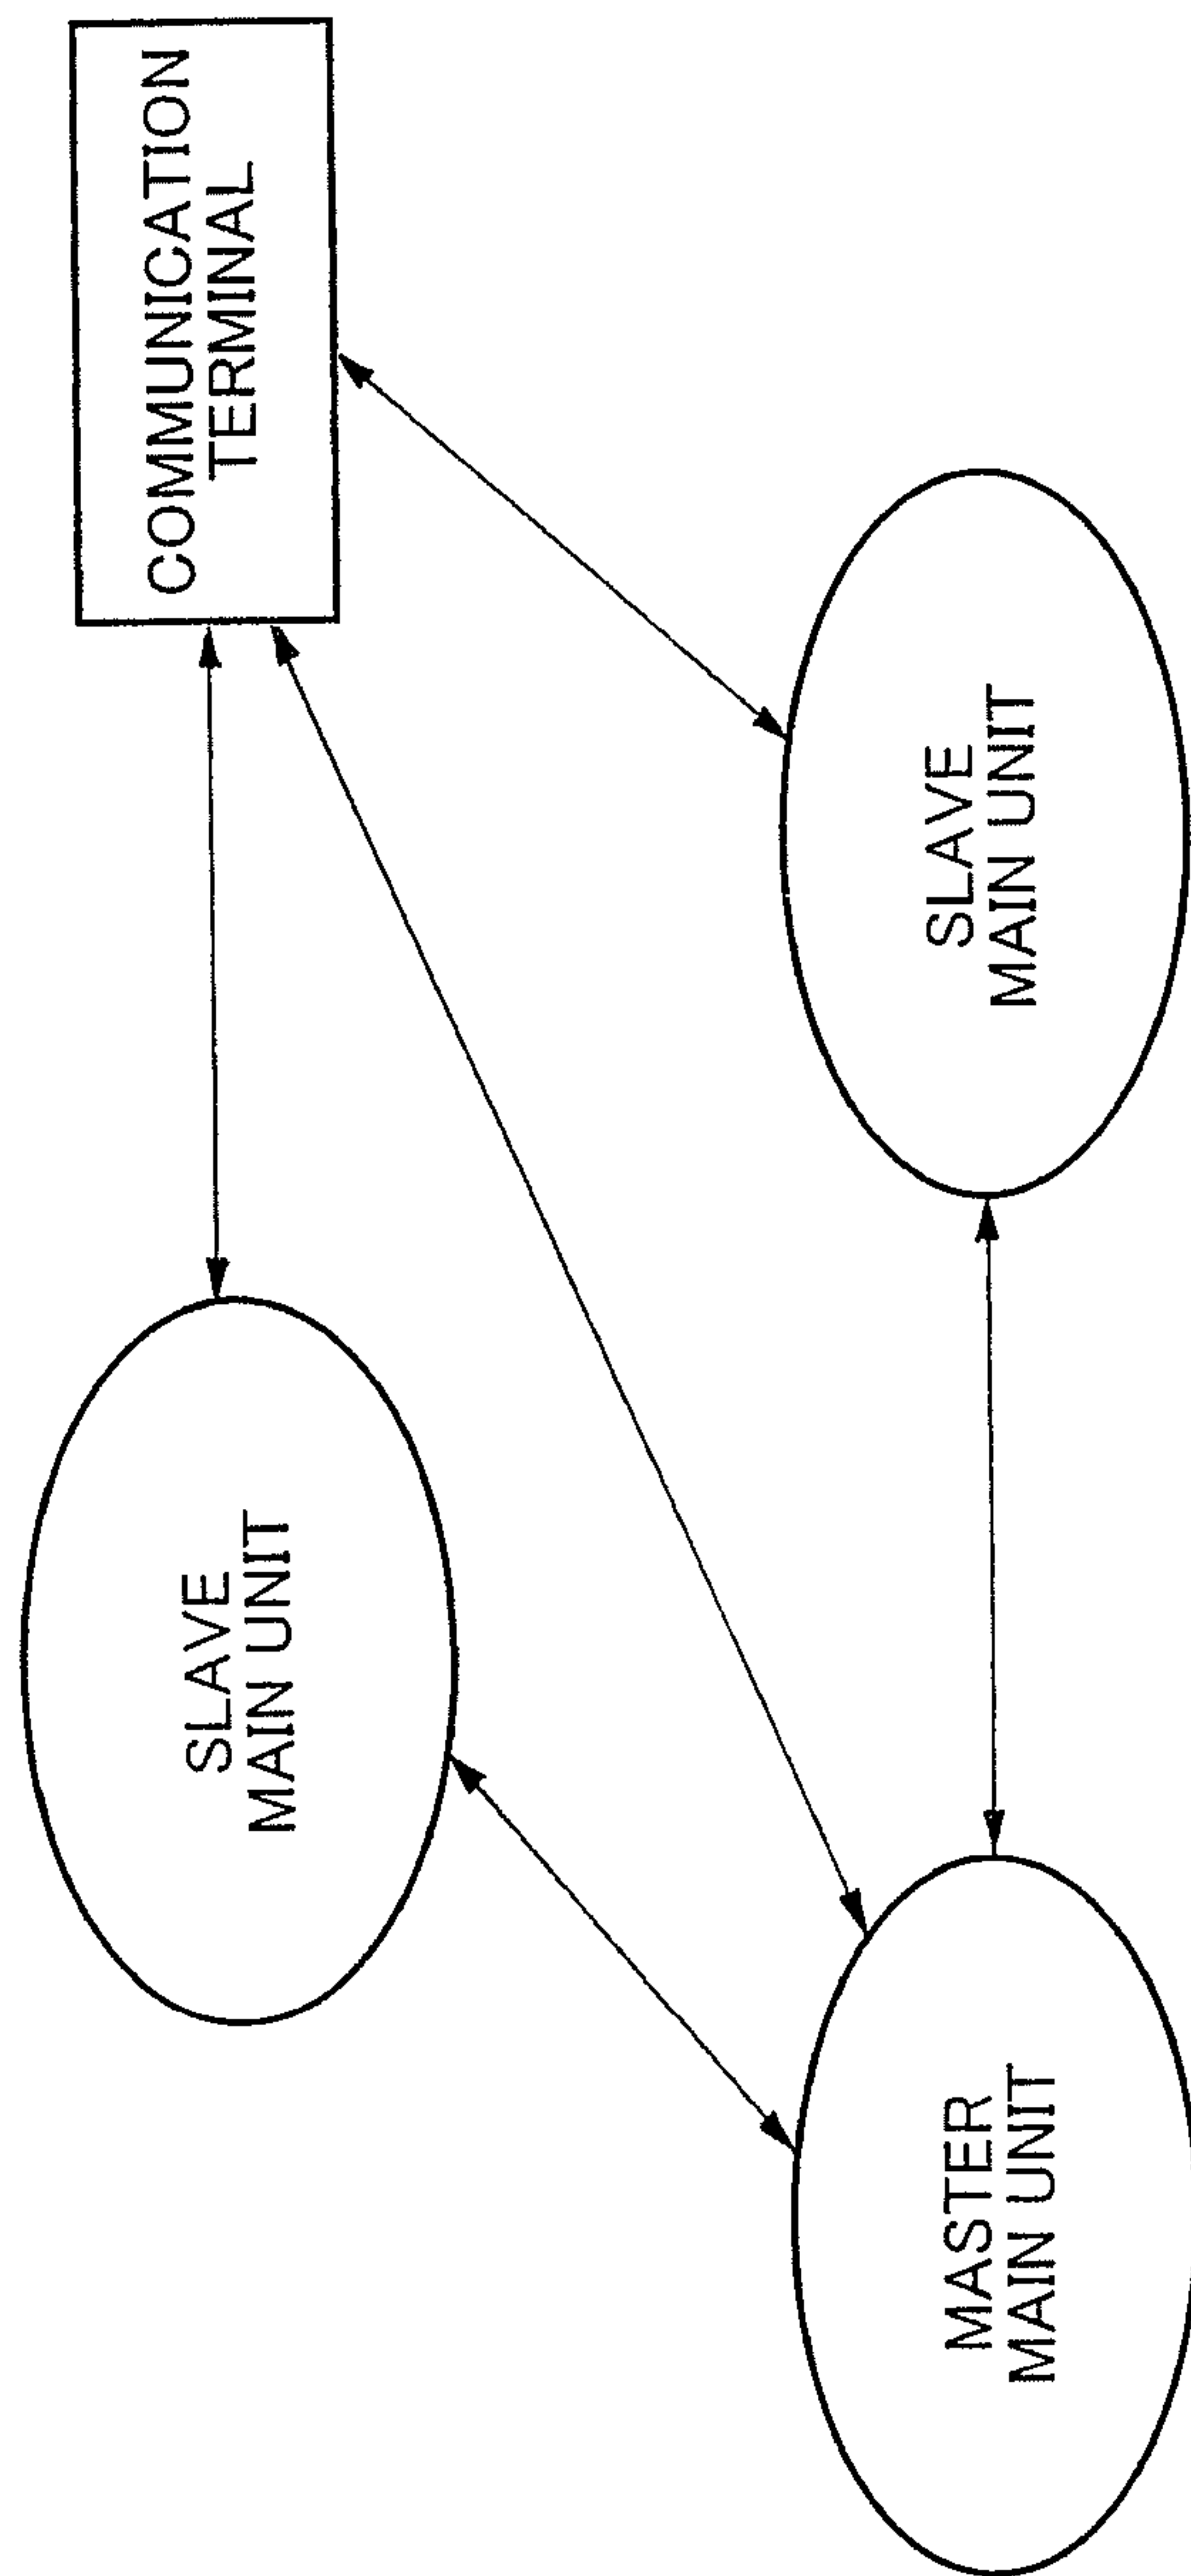 SLAVE
MAIN UNIT
COMMUNICATION
TERMINAL
MASTER
MAIN UNIT
SLAVE
MAIN UNIT